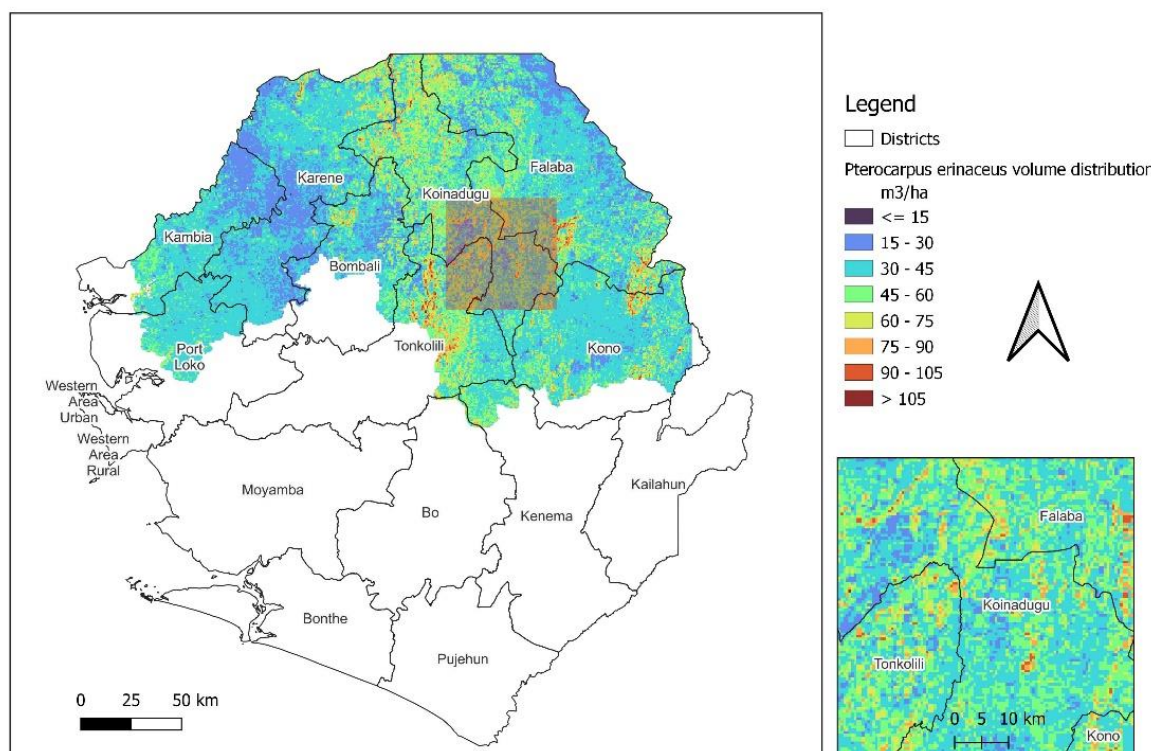 Karene
Falaba
Koinadugu
Kambia
Bombali
Port
Loko
Tonkolili
Kono
Western
Area
Urban
Western
Area
Rural
Moyamba
Bo
Kenema
Kailahun
Bonthe
Pujehun
0 25 50 km
Legend
Districts
Pterocarpus erinaceus volume distribution
m3/ha
<= 15
15 - 30
30 - 45
45 - 60
60 - 75
75 - 90
90 - 105
> 105
Falaba
Koinadugu
Tonkolili
0 10 km
Kono